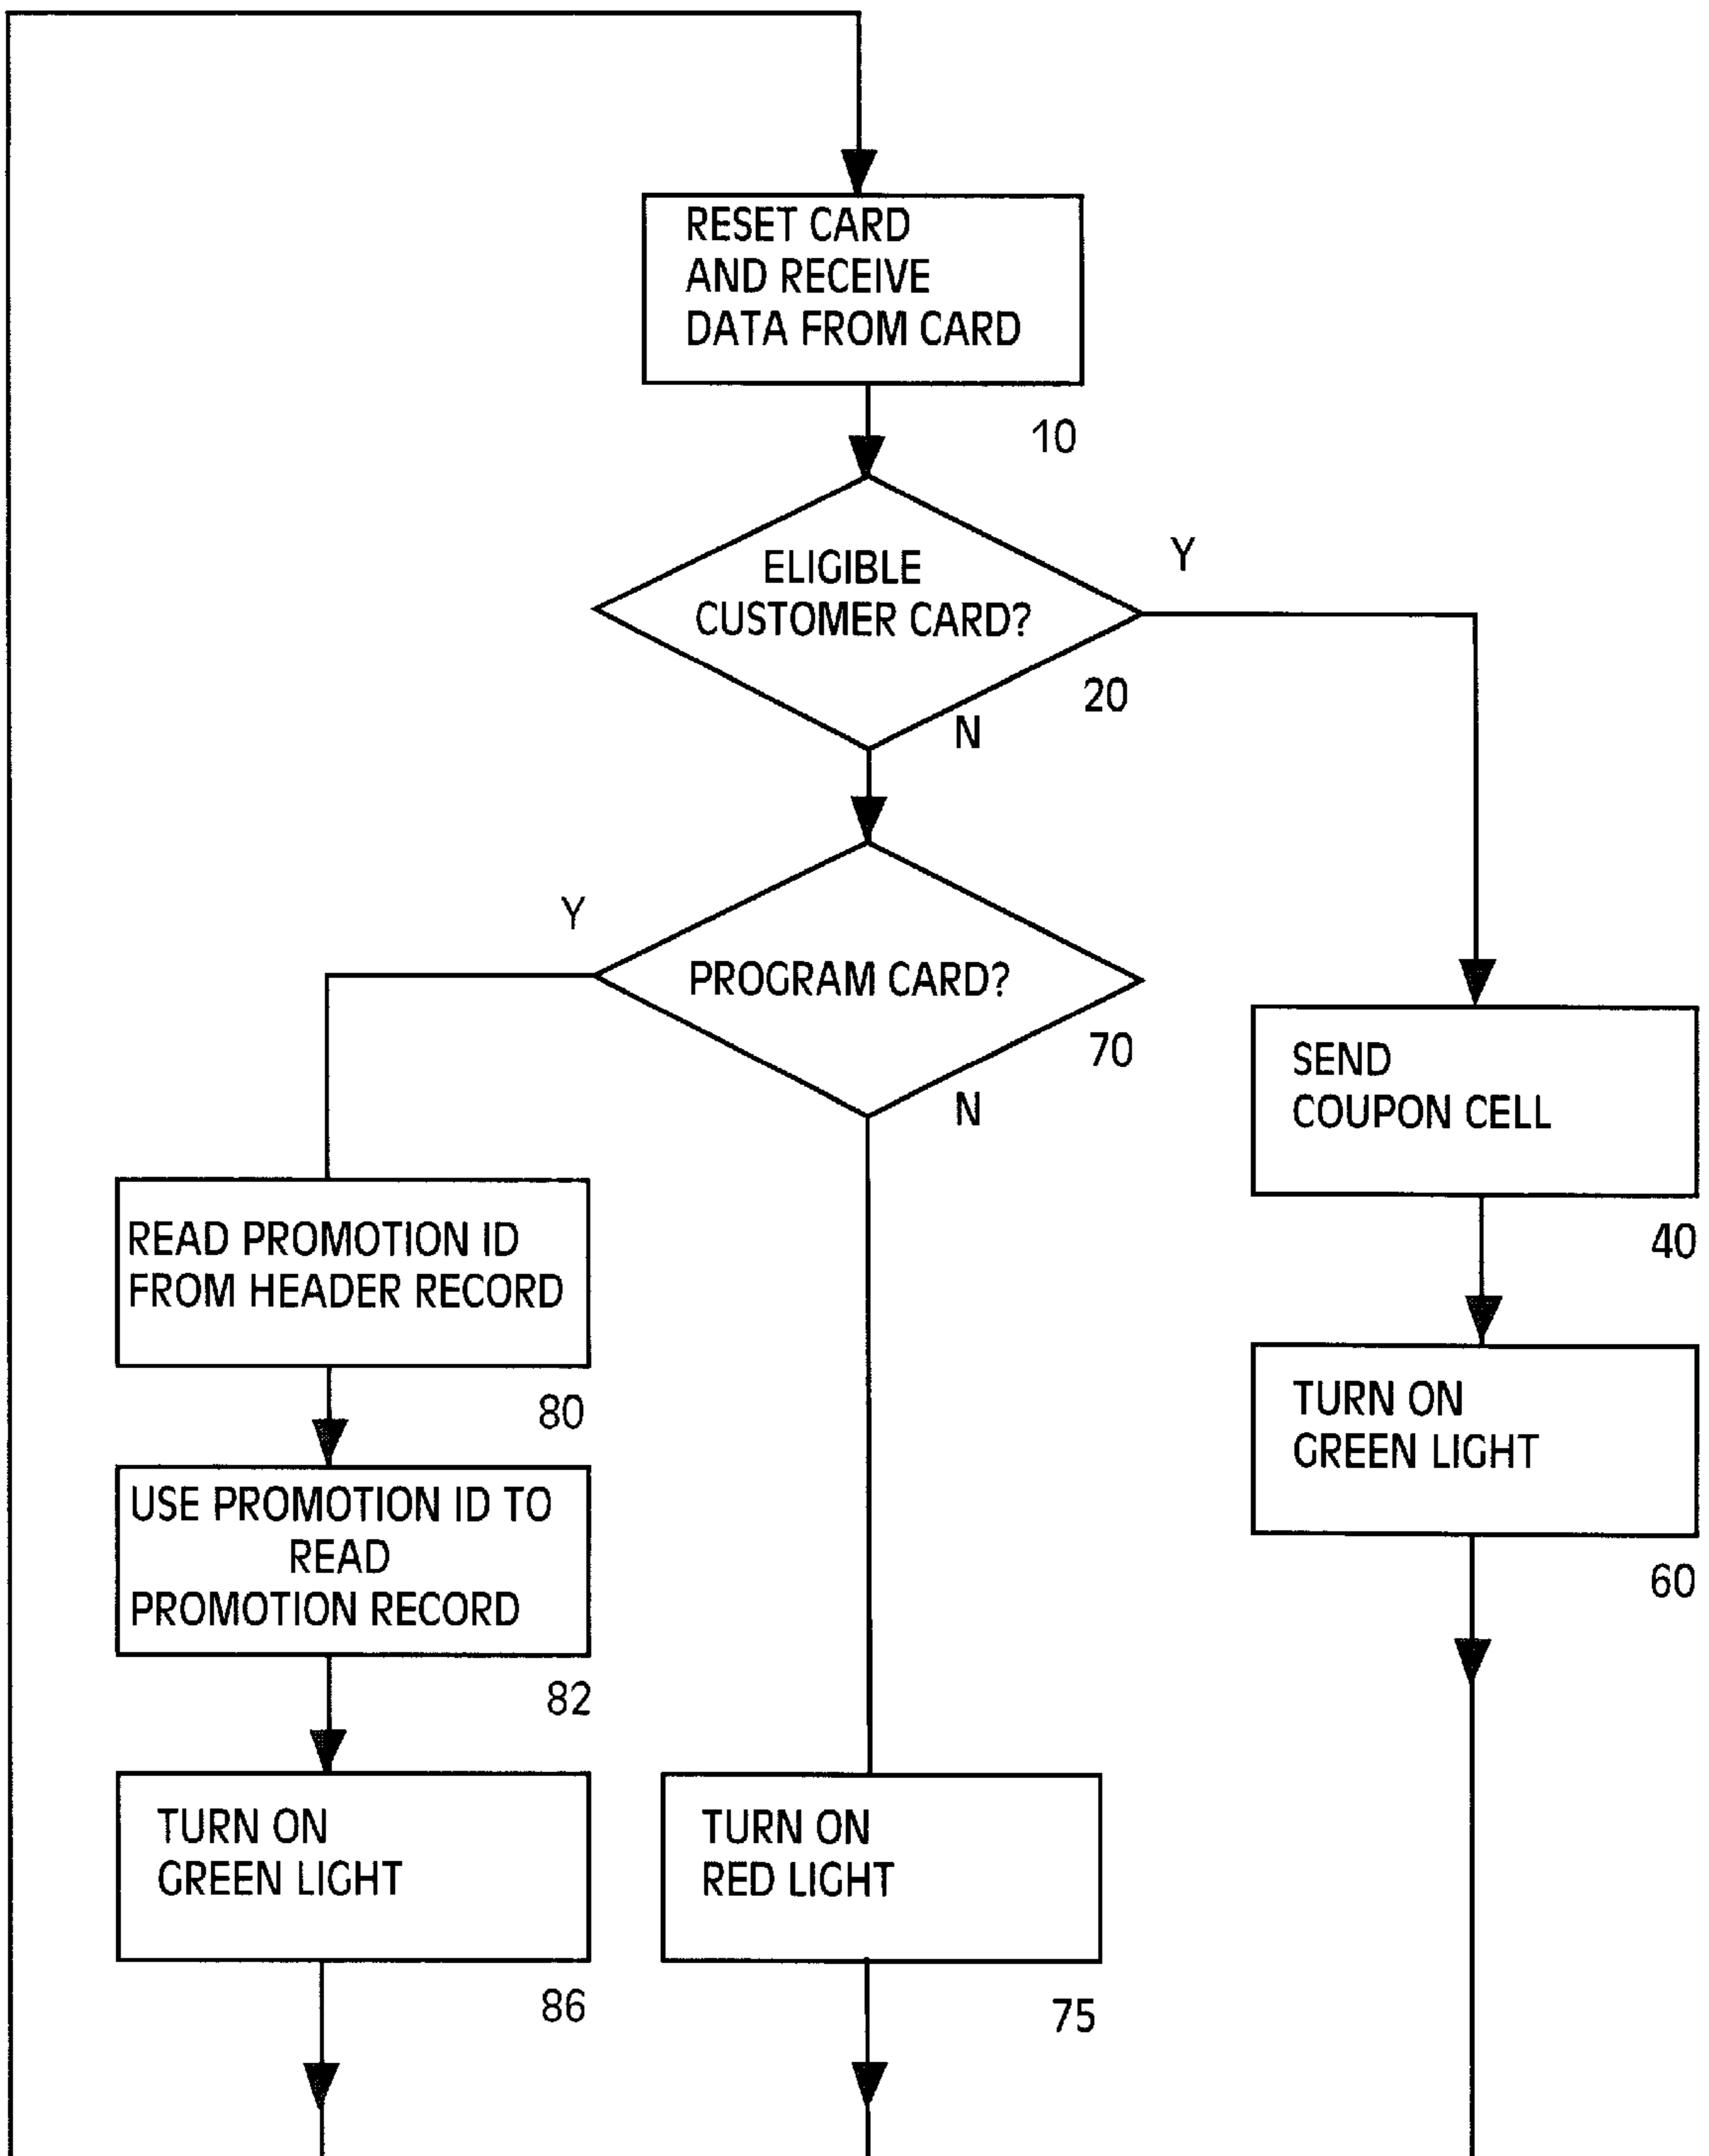 RESET CARD
AND RECEIVE
DATA FROM CARD
10
ELIGIBLE
CUSTOMER CARD?
Y
20
N
PROGRAM CARD?
Y
70
N
SEND
COUPON CELL
40
READ PROMOTION ID
FROM HEADER RECORD
80
TURN ON
GREEN LIGHT
60
USE PROMOTION ID TO
READ
PROMOTION RECORD
82
TURN ON
GREEN LIGHT
86
TURN ON
RED LIGHT
75